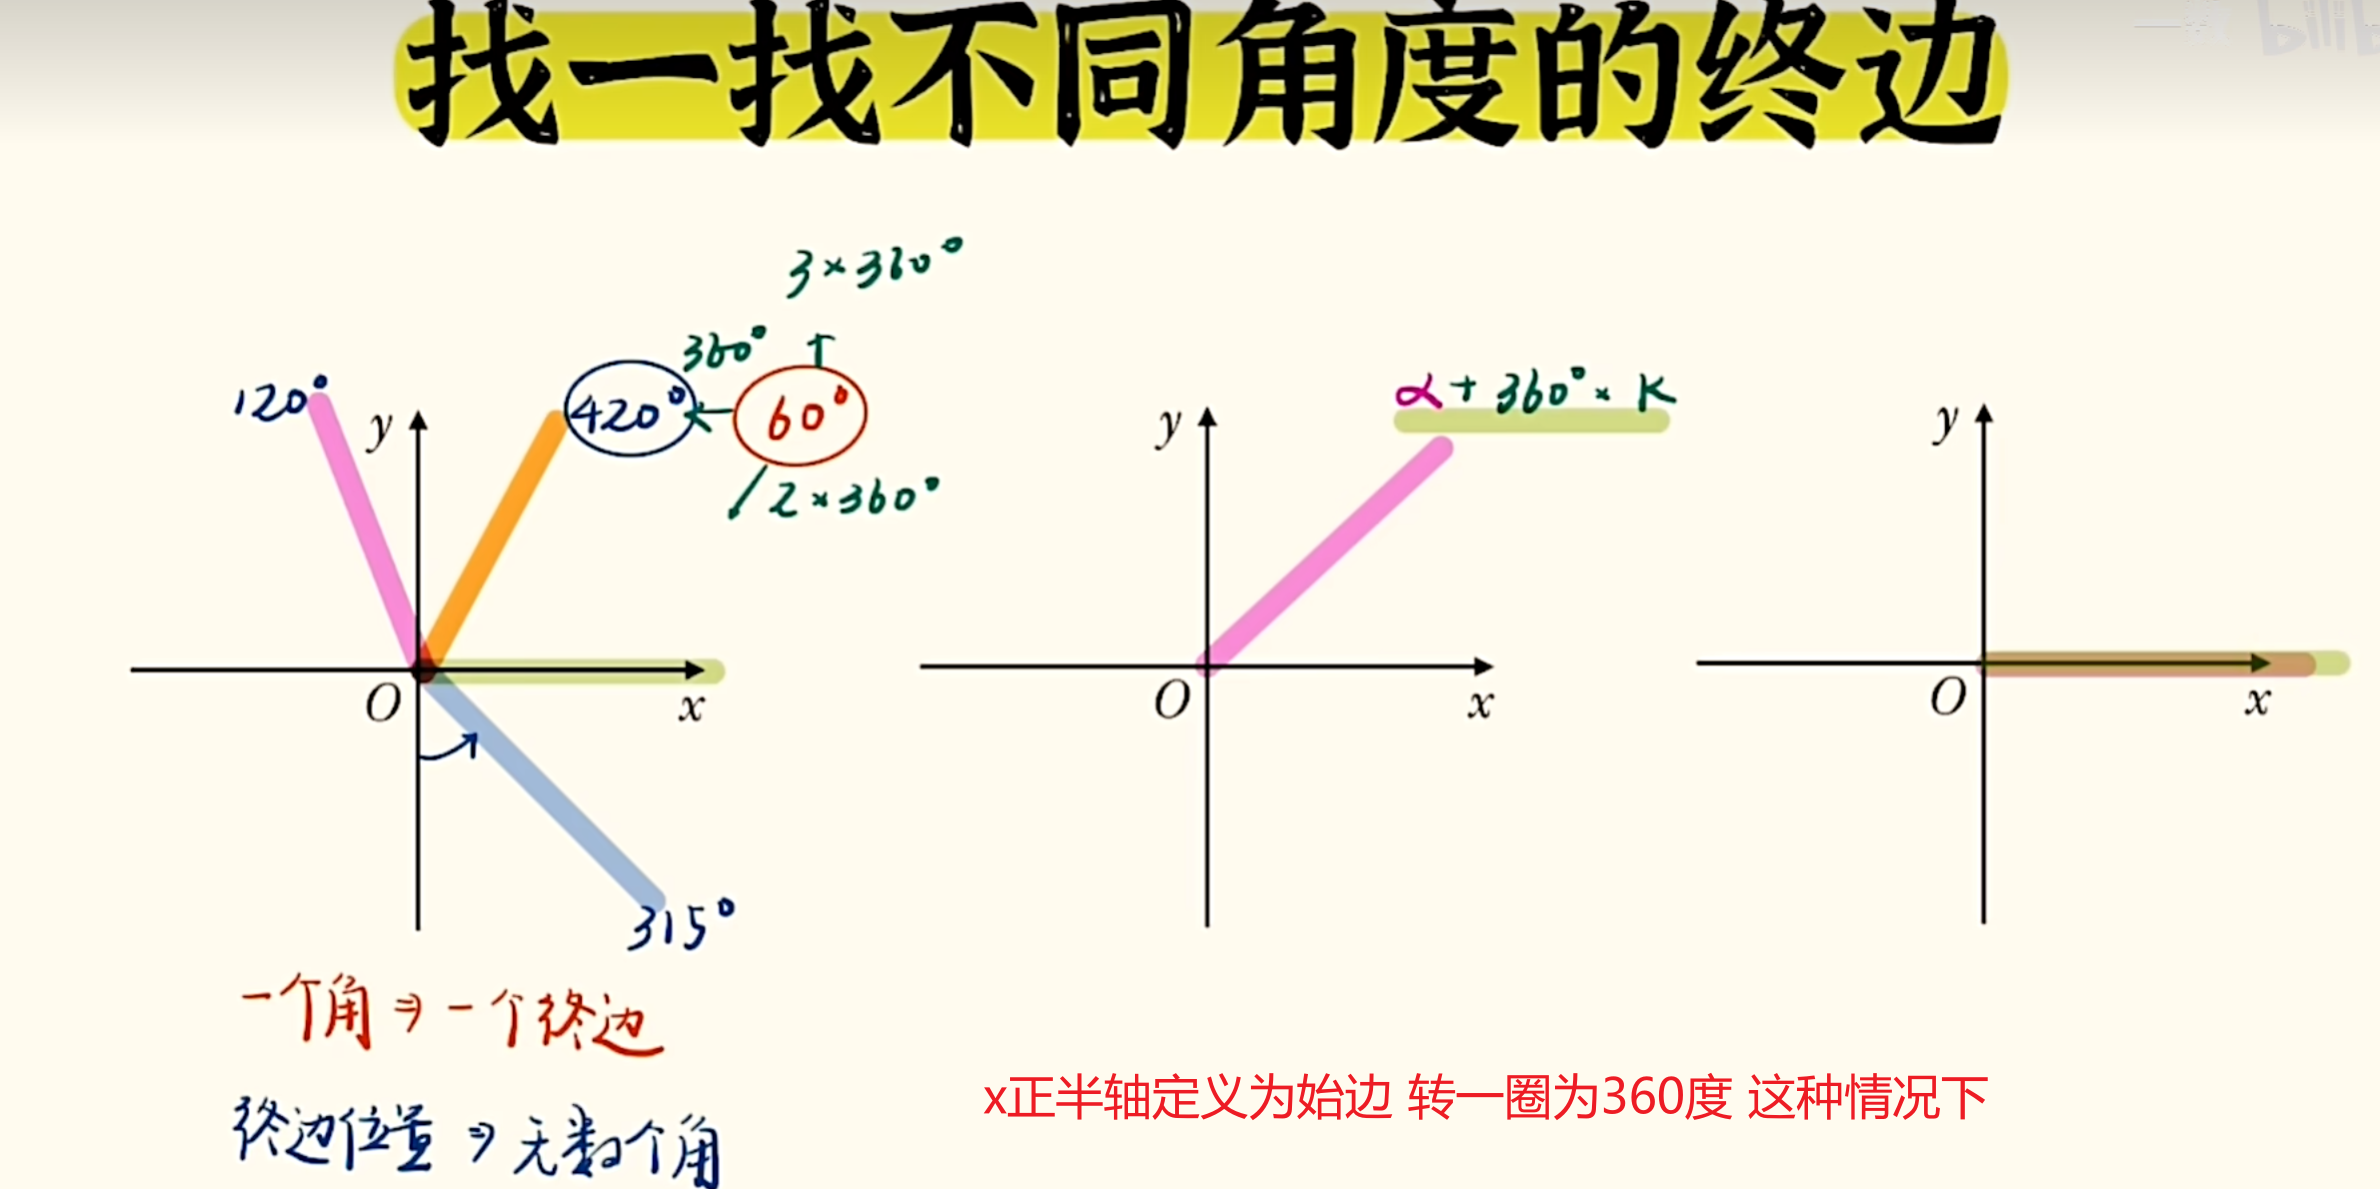 找一找不同角度的终边
3×360°
360° ↑
120° 420° ← 60°
↙ 2×360°
y
O x
315°
α + 360° × K
y
O x
y
O x
一个角 ⇒ 一个终边
x正半轴定义为始边 转一圈为360度 这种情况下
终边位置 ⇒ 无数个角